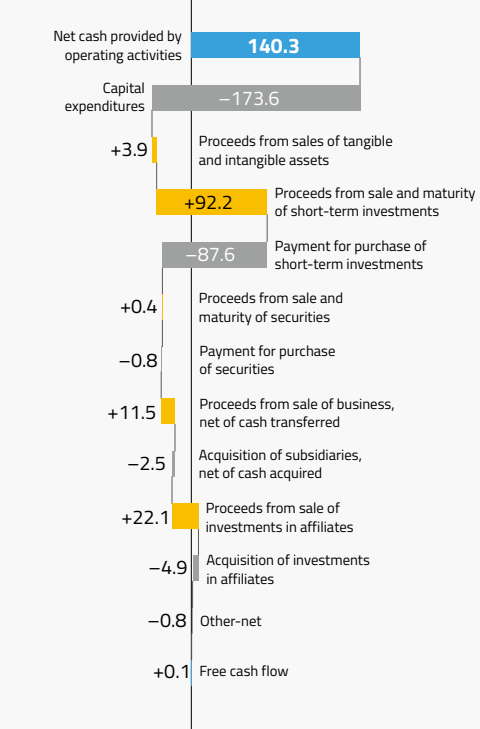 Net cash provided by
operating activities
140.3
Capital
expenditures
−173.6
+3.9
Proceeds from sales of tangible
and intangible assets
+92.2
Proceeds from sale and maturity
of short-term investments
−87.6
Payment for purchase of
short-term investments
+0.4
Proceeds from sale and
maturity of securities
−0.8
Payment for purchase
of securities
+11.5
Proceeds from sale of business,
net of cash transferred
−2.5
Acquisition of subsidiaries,
net of cash acquired
+22.1
Proceeds from sale of
investments in affiliates
−4.9
Acquisition of investments
in affiliates
−0.8
Other-net
+0.1
Free cash flow